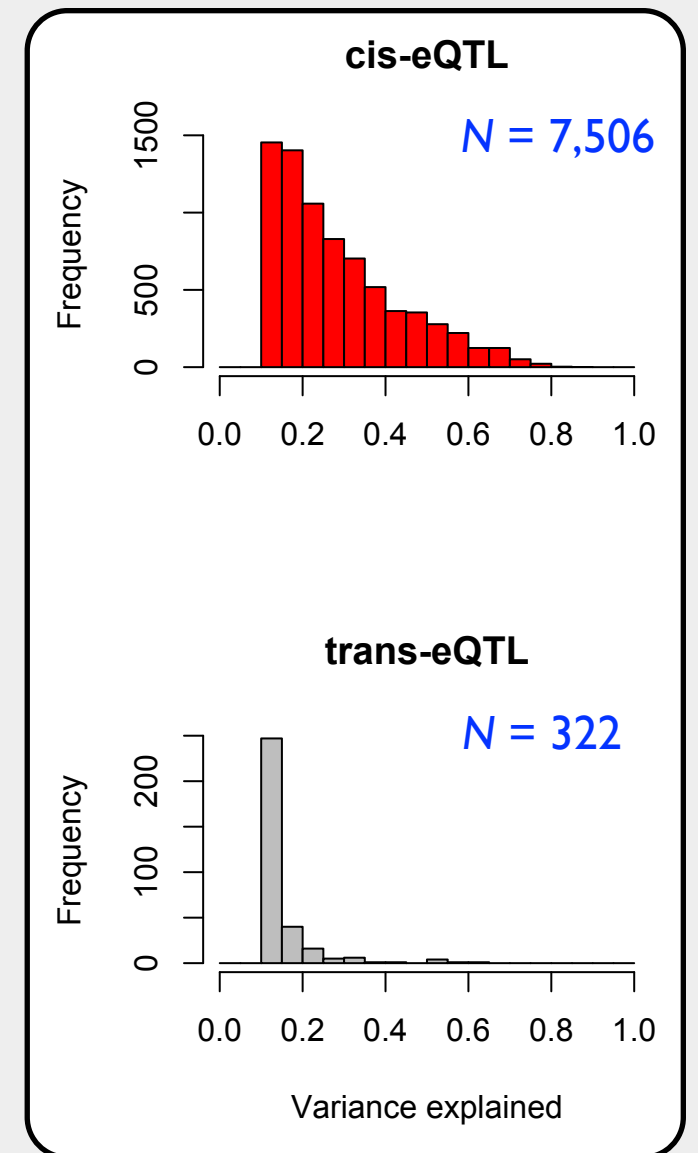 cis-eQTL
N = 7,506
1500
500
0
Frequency
0.0 0.2 0.4 0.6 0.8 1.0
trans-eQTL
N = 322
200
100
0
Frequency
0.0 0.2 0.4 0.6 0.8 1.0
Variance explained